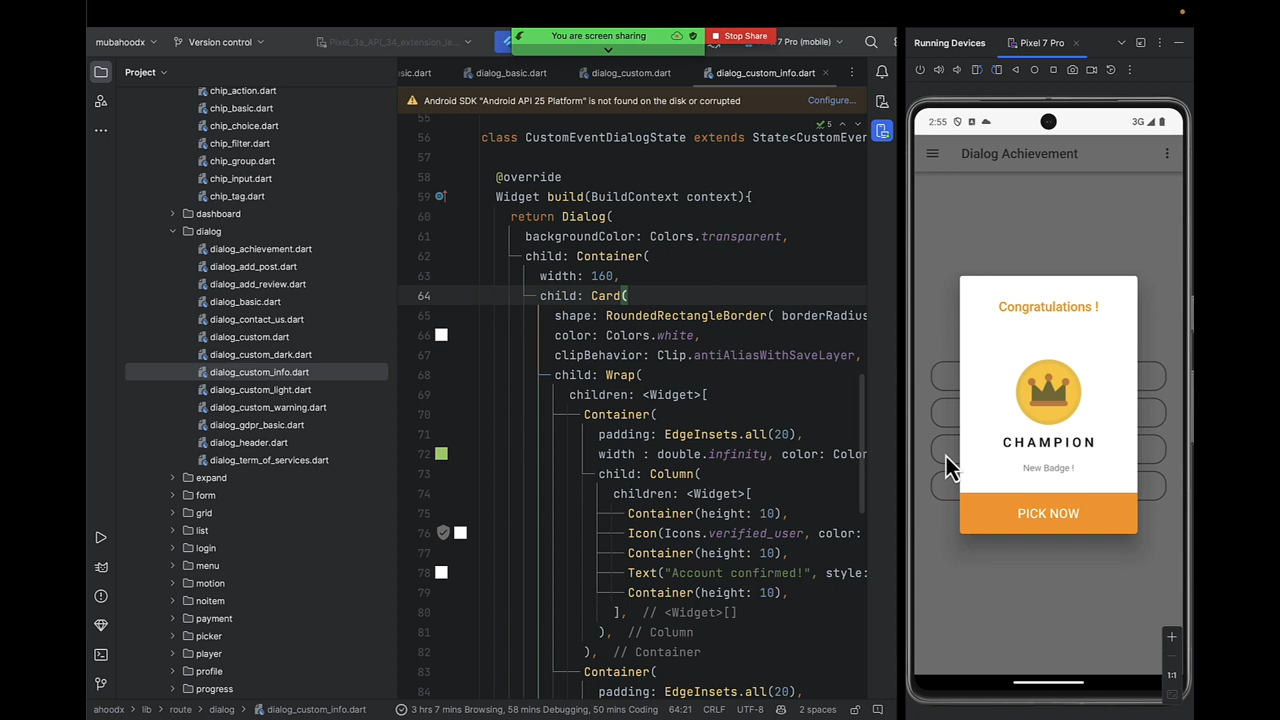 mubahoodx
Version control
Pixel_3a_API_34_extension_le
You are screen sharing
Stop Share
7 Pro (mobile)
Running Devices
Pixel 7 Pro
Project
chip_action.dart
chip_basic.dart
chip_choice.dart
chip_filter.dart
chip_group.dart
chip_input.dart
chip_tag.dart
dashboard
dialog
dialog_achievement.dart
dialog_add_post.dart
dialog_add_review.dart
dialog_basic.dart
dialog_contact_us.dart
dialog_custom.dart
dialog_custom_dark.dart
dialog_custom_info.dart
dialog_custom_light.dart
dialog_custom_warning.dart
dialog_gdpr_basic.dart
dialog_header.dart
dialog_term_of_services.dart
expand
form
grid
list
login
menu
motion
noitem
payment
picker
player
profile
progress
sic.dart
dialog_basic.dart
dialog_custom.dart
dialog_custom_info.dart
Android SDK "Android API 25 Platform" is not found on the disk or corrupted
Configure...
5
55
56 class CustomEventDialogState extends State<CustomEver
57
58 @override
59 Widget build(BuildContext context){
60 return Dialog(
61 backgroundColor: Colors.transparent,
62 child: Container(
63 width: 160,
64 child: Card(
65 shape: RoundedRectangleBorder( borderRadius
66 color: Colors.white,
67 clipBehavior: Clip.antiAliasWithSaveLayer,
68 child: Wrap(
69 children: <Widget>[
70 Container(
71 padding: EdgeInsets.all(20),
72 width : double.infinity, color: Color
73 child: Column(
74 children: <Widget>[
75 Container(height: 10),
76 Icon(Icons.verified_user, color:
77 Container(height: 10),
78 Text("Account confirmed!", style:
79 Container(height: 10),
80 ], // <Widget>[]
81 ), // Column
82 ), // Container
83 Container(
84 padding: EdgeInsets.all(20),
2:55
3G
Dialog Achievement
Congratulations !
CHAMPION
New Badge !
PICK NOW
1:1
ahoodx
lib
route
dialog
dialog_custom_info.dart
3 hrs 7 mins Browsing, 58 mins Debugging, 50 mins Coding
64:21
CRLF
UTF-8
2 spaces